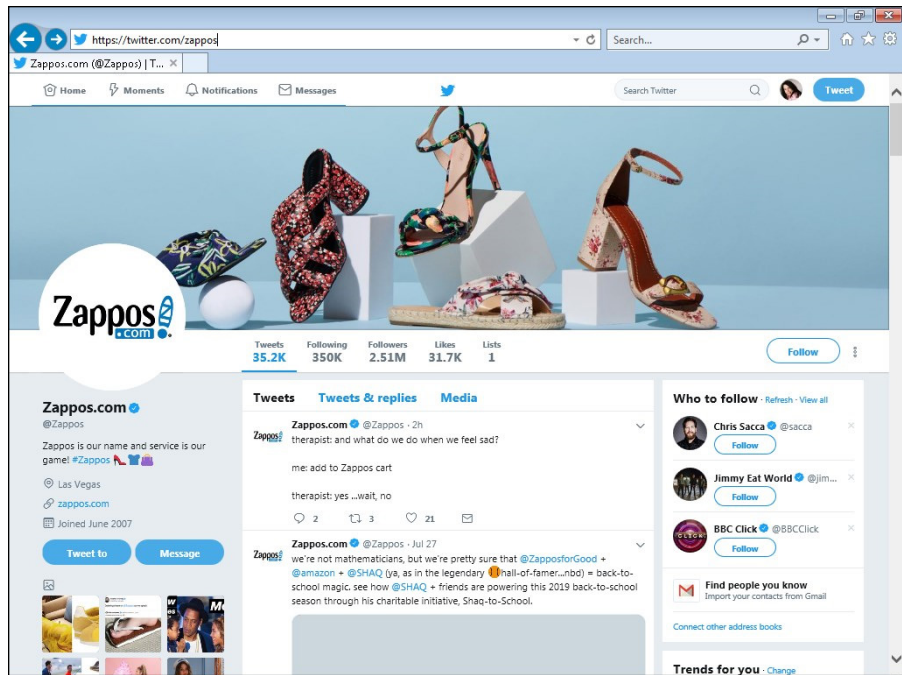 https://twitter.com/zappos
Search...
Zappos.com (@Zappos) | T...
Home
Moments
Notifications
Messages
Search Twitter
Tweet
Zappos
.com
Tweets
35.2K
Following
350K
Followers
2.51M
Likes
31.7K
Lists
1
Follow
Zappos.com
@Zappos
Zappos is our name and service is our
game! #Zappos
Las Vegas
zappos.com
Joined June 2007
Tweet to
Message
Tweets Tweets & replies Media
Zappos
Zappos.com @Zappos · 2h
therapist: and what do we do when we feel sad?
me: add to Zappos cart
therapist: yes ...wait, no
2 3 21
Zappos
Zappos.com @Zappos · Jul 27
we're not mathematicians, but we're pretty sure that @ZapposforGood +
@amazon + @SHAQ (ya, as in the legendary hall-of-famer...nbd) = back-to-
school magic. see how @SHAQ + friends are powering this 2019 back-to-school
season through his charitable initiative, Shaq-to-School.
Who to follow · Refresh · View all
Chris Sacca @sacca
Follow
Jimmy Eat World @jim...
Follow
CLICK
BBC Click @BBCClick
Follow
Find people you know
Import your contacts from Gmail
Connect other address books
Trends for you · Change